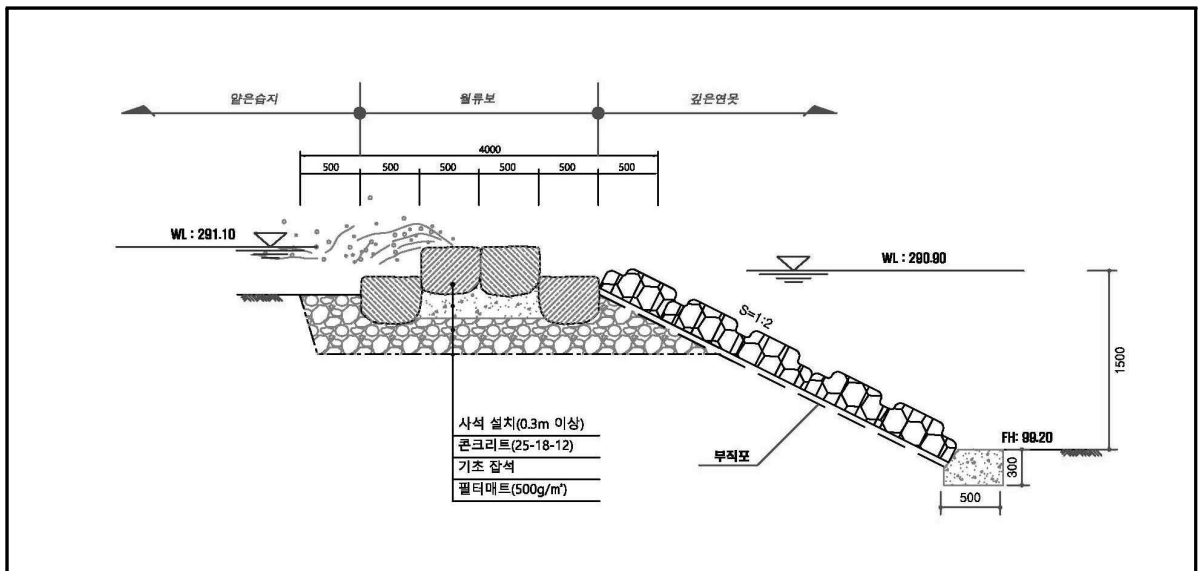 얕은습지
월류보
깊은연못
4000
500 500 500 500 500 500
WL : 291.10
WL : 290.90
S=1:2
1500
사석 설치(0.3m 이상)
콘크리트(25-18-12)
기초 잡석
필터매트(500g/㎡)
부직포
FH: 99.20
300
500